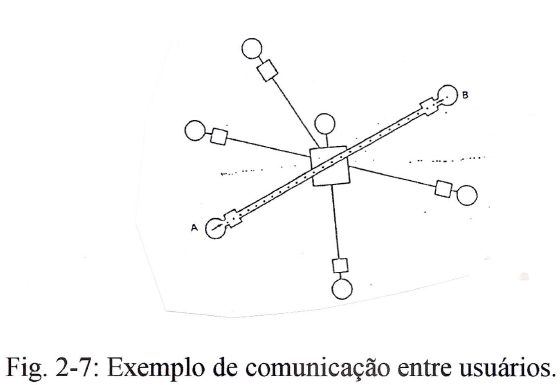 B
A
Fig. 2-7: Exemplo de comunicação entre usuários.